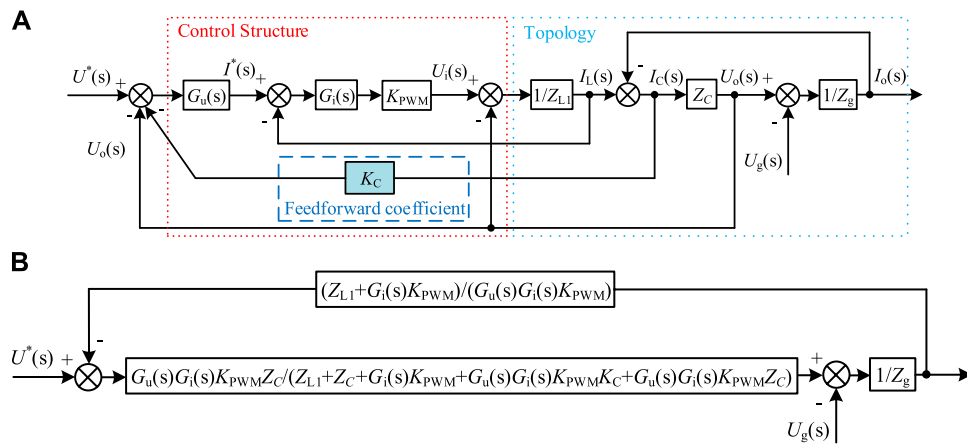 A
Control Structure
Topology
U*(s) + - - Gu(s) I*(s) + - Gi(s) KPWM Ui(s) + - 1/ZL1 IL(s) - IC(s) ZC Uo(s) + - 1/Zg Io(s)
Uo(s)
Ug(s)
KC
Feedforward coefficient
B
(ZL1+Gi(s)KPWM)/(Gu(s)Gi(s)KPWM)
U*(s) + - Gu(s)Gi(s)KPWMZC/(ZL1+ZC+Gi(s)KPWM+Gu(s)Gi(s)KPWMKC+Gu(s)Gi(s)KPWMZC) + - 1/Zg
Ug(s)